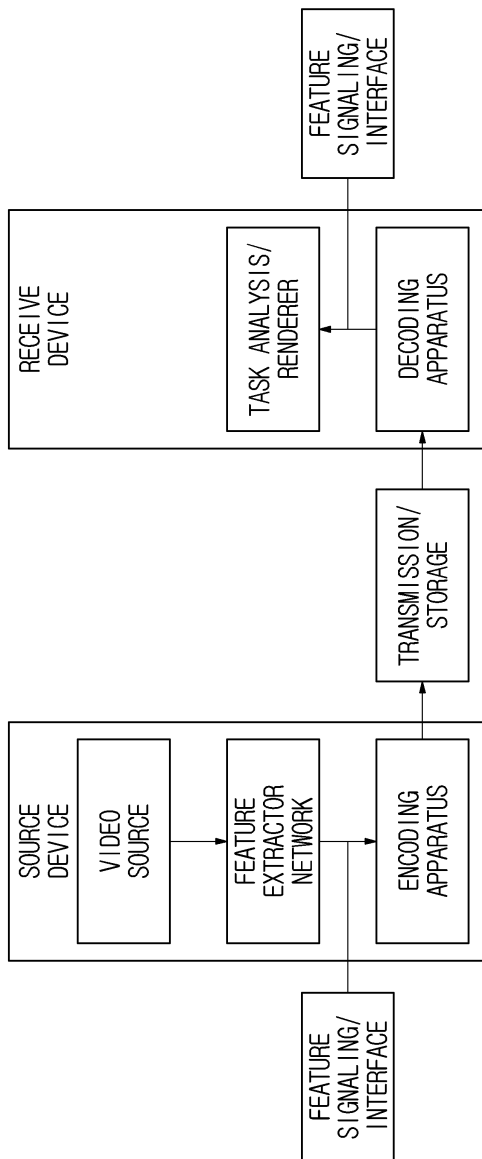 FEATURE
SIGNALING/
INTERFACE
SOURCE
DEVICE
VIDEO
SOURCE
FEATURE
EXTRACTOR
NETWORK
ENCODING
APPARATUS
TRANSMISSION/
STORAGE
RECEIVE
DEVICE
TASK ANALYSIS/
RENDERER
DECODING
APPARATUS
FEATURE
SIGNALING/
INTERFACE